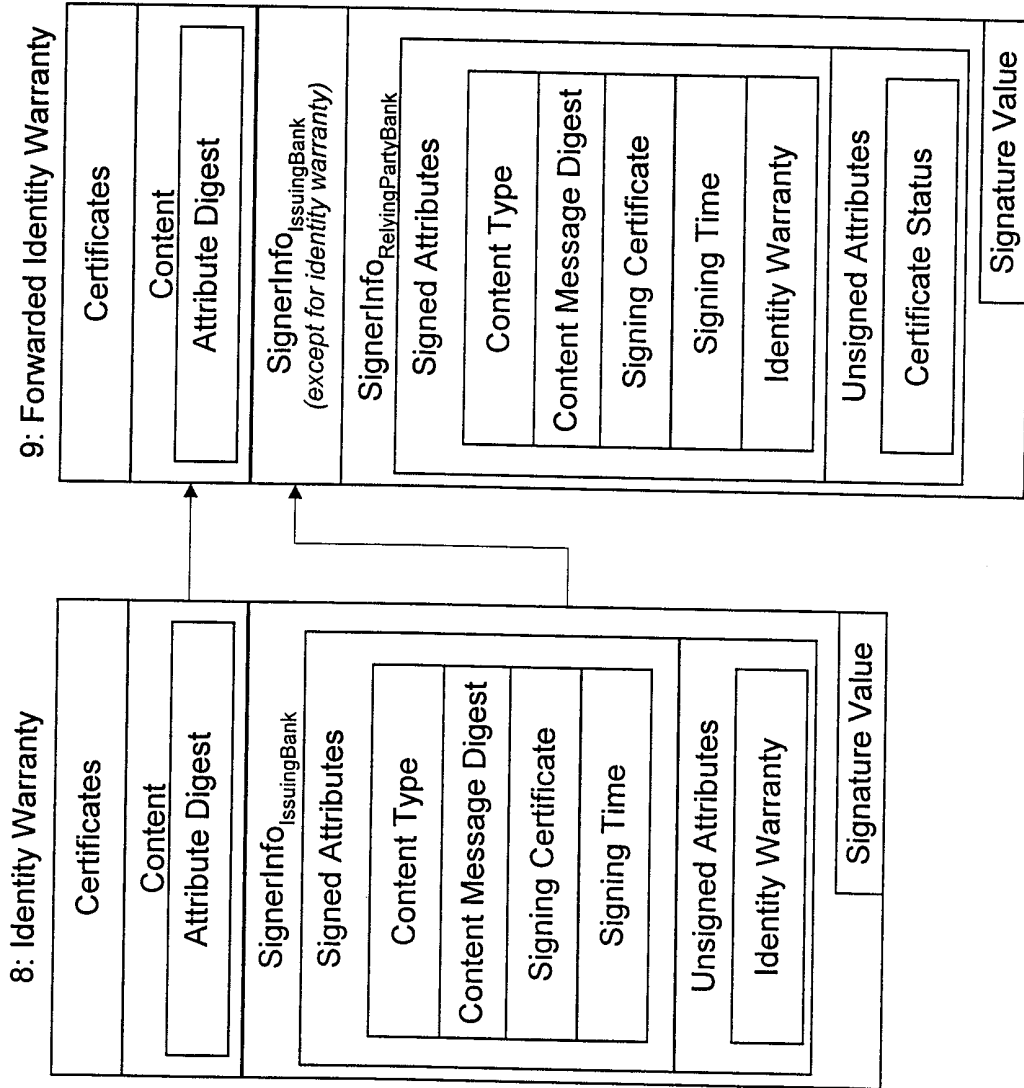 8: Identity Warranty
Certificates
Content
Attribute Digest
SignerInfoIssuingBank
Signed Attributes
Content Type
Content Message Digest
Signing Certificate
Signing Time
Unsigned Attributes
Identity Warranty
Signature Value
9: Forwarded Identity Warranty
Certificates
Content
Attribute Digest
SignerInfoIssuingBank
(except for identity warranty)
SignerInfoRelyingPartyBank
Signed Attributes
Content Type
Content Message Digest
Signing Certificate
Signing Time
Identity Warranty
Unsigned Attributes
Certificate Status
Signature Value